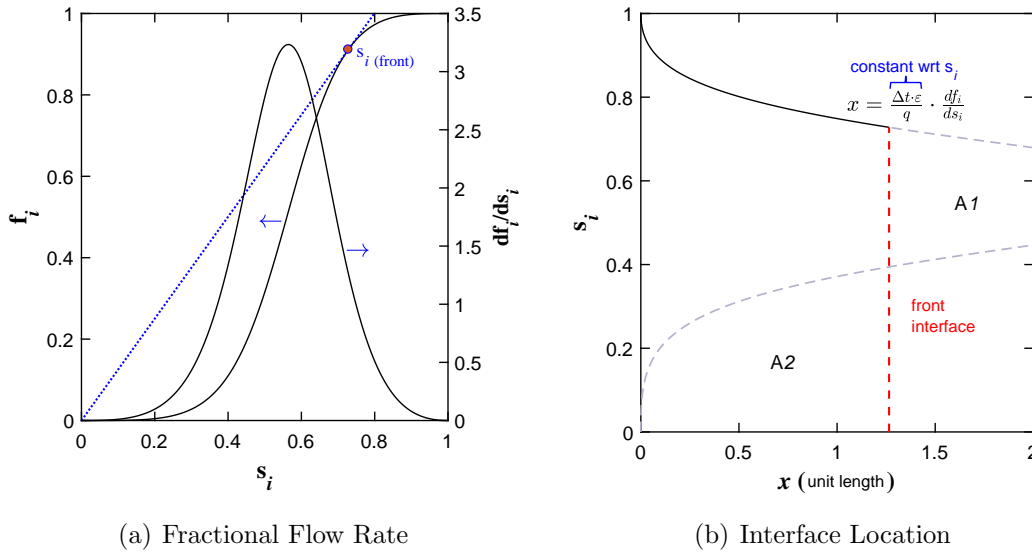 1
0.8
0.6
0.4
0.2
0
f_i
0
0.2
0.4
0.6
0.8
1
s_i
3.5
3
2.5
2
1.5
1
0.5
0
df_i/ds_i
s_i (front)
←
→
(a) Fractional Flow Rate
1
0.8
0.6
0.4
0.2
0
s_i
0
0.5
1
1.5
2
x (unit length)
constant wrt s_i
x = Δt·ε/q · df_i/ds_i
A1
A2
front
interface
(b) Interface Location